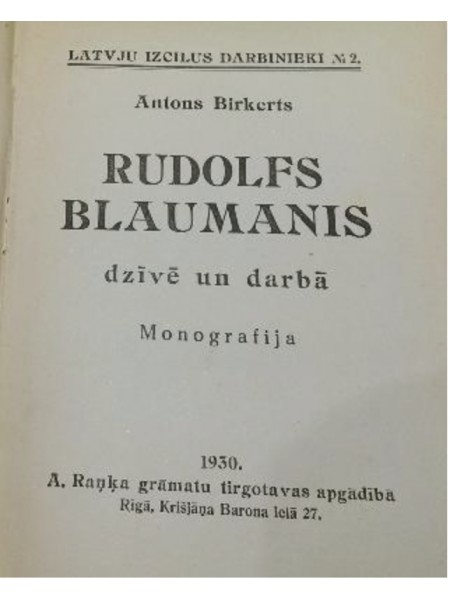 LATVJU IZCILUS DARBINIEKI № 2.
Antons Birkerts
RUDOLFS
BLAUMANIS
dzīvē un darbā
Monografija
1930.
A. Raņķa grāmatu tirgotavas apgādībā
Rīgā, Krišjāņa Barona ielā 27.